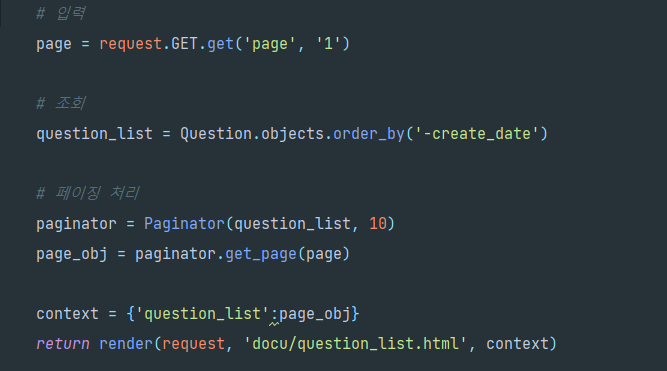 # 입력
page = request.GET.get('page', '1')
# 조회
question_list = Question.objects.order_by('-create_date')
# 페이징 처리
paginator = Paginator(question_list, 10)
page_obj = paginator.get_page(page)
context = {'question_list':page_obj}
return render(request, 'docu/question_list.html', context)